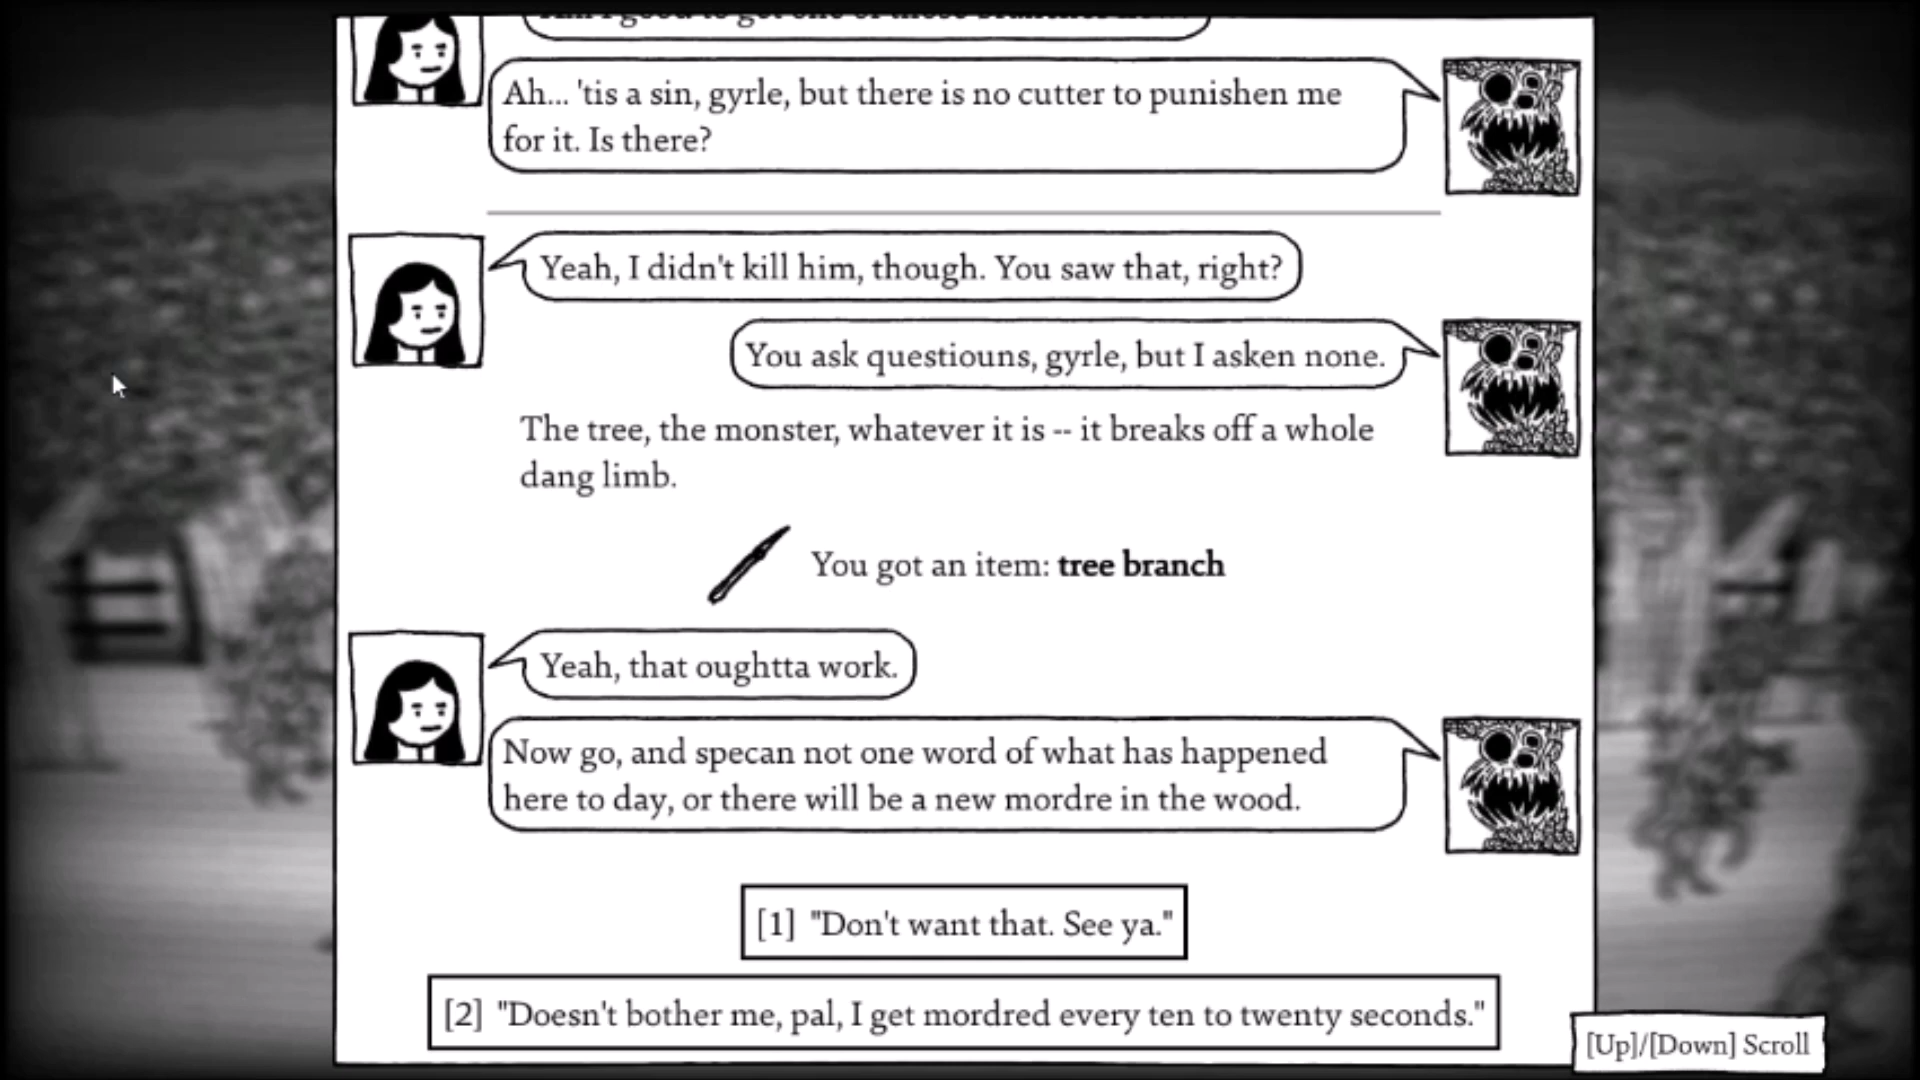 Ah... 'tis a sin, gyrle, but there is no cutter to punishen me
for it. Is there?
Yeah, I didn't kill him, though. You saw that, right?
You ask questiouns, gyrle, but I asken none.
The tree, the monster, whatever it is -- it breaks off a whole
dang limb.
You got an item: tree branch
Yeah, that oughtta work.
Now go, and specan not one word of what has happened
here to day, or there will be a new mordre in the wood.
[1] "Don't want that. See ya."
[2] "Doesn't bother me, pal, I get mordred every ten to twenty seconds."
[Up]/[Down] Scroll